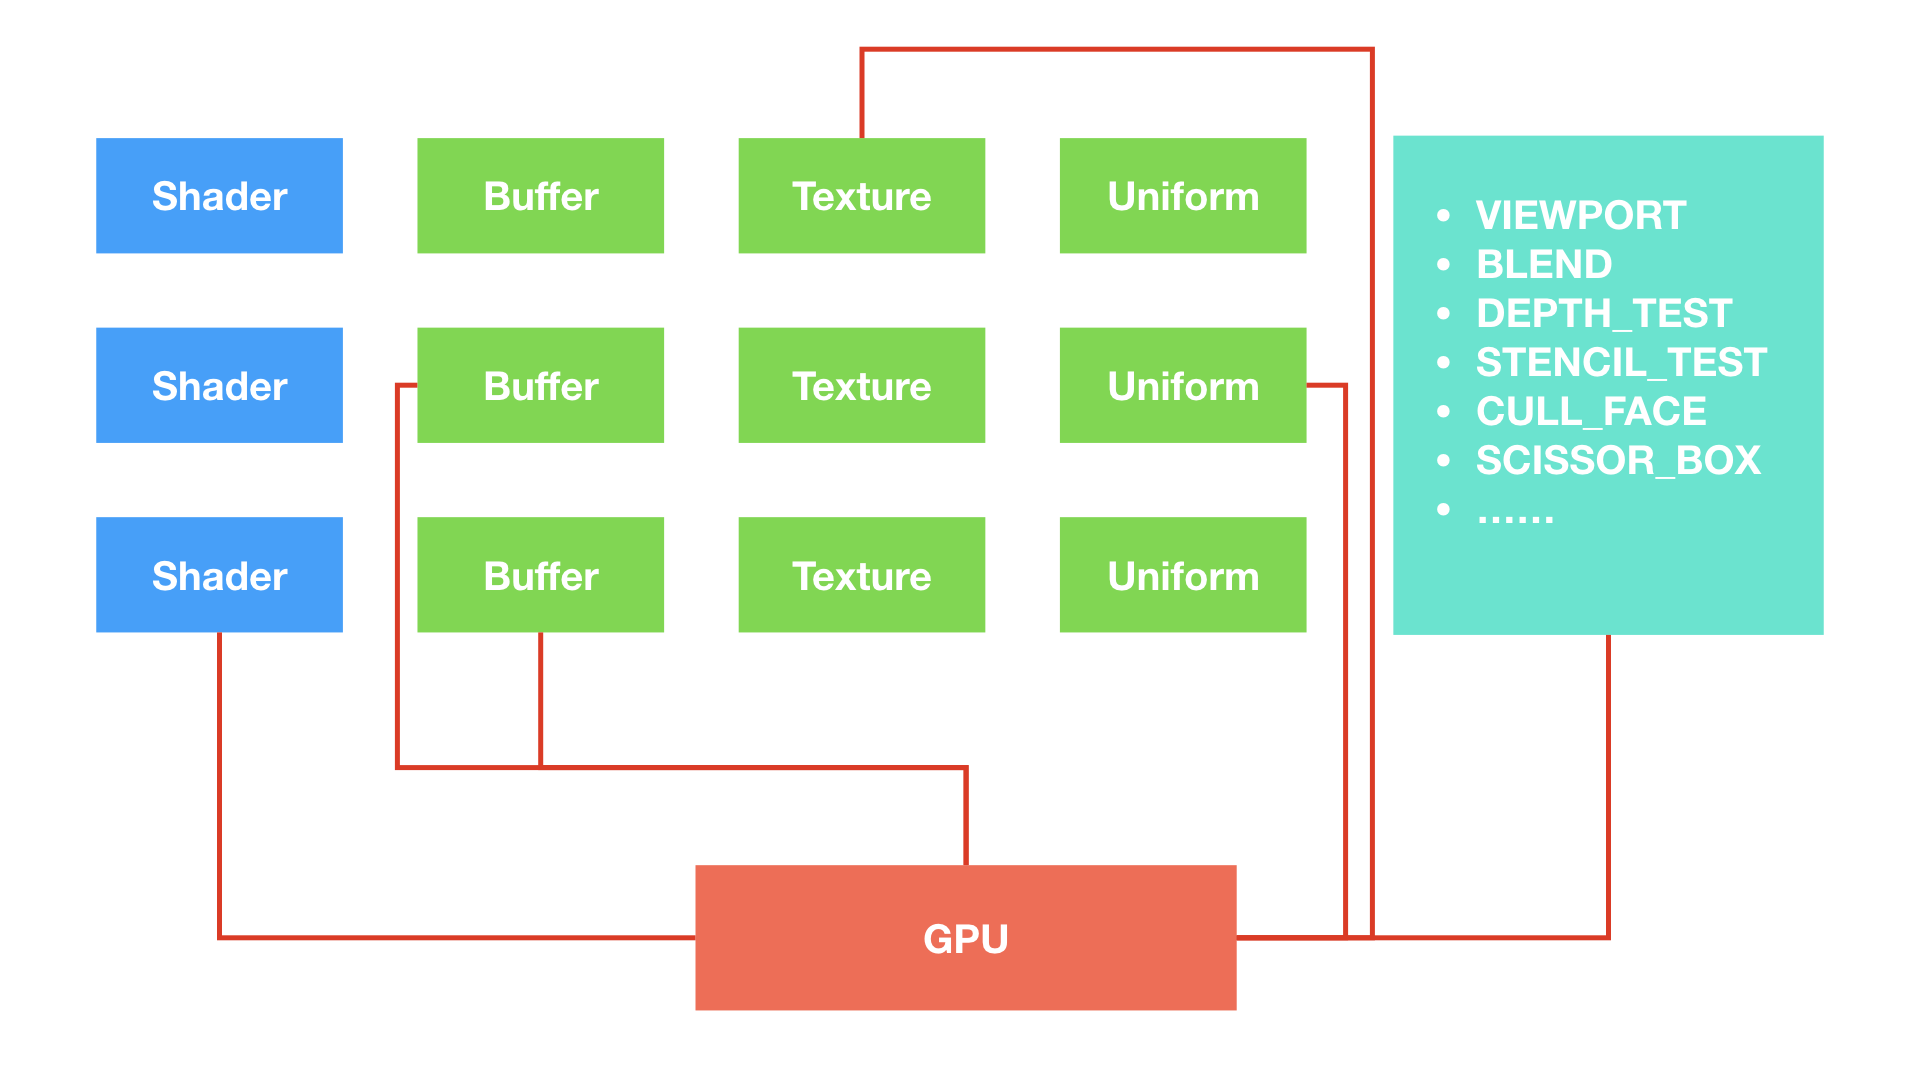 Shader
Buffer
Texture
Uniform
Shader
Buffer
Texture
Uniform
Shader
Buffer
Texture
Uniform
• VIEWPORT
• BLEND
• DEPTH_TEST
• STENCIL_TEST
• CULL_FACE
• SCISSOR_BOX
• ......
GPU